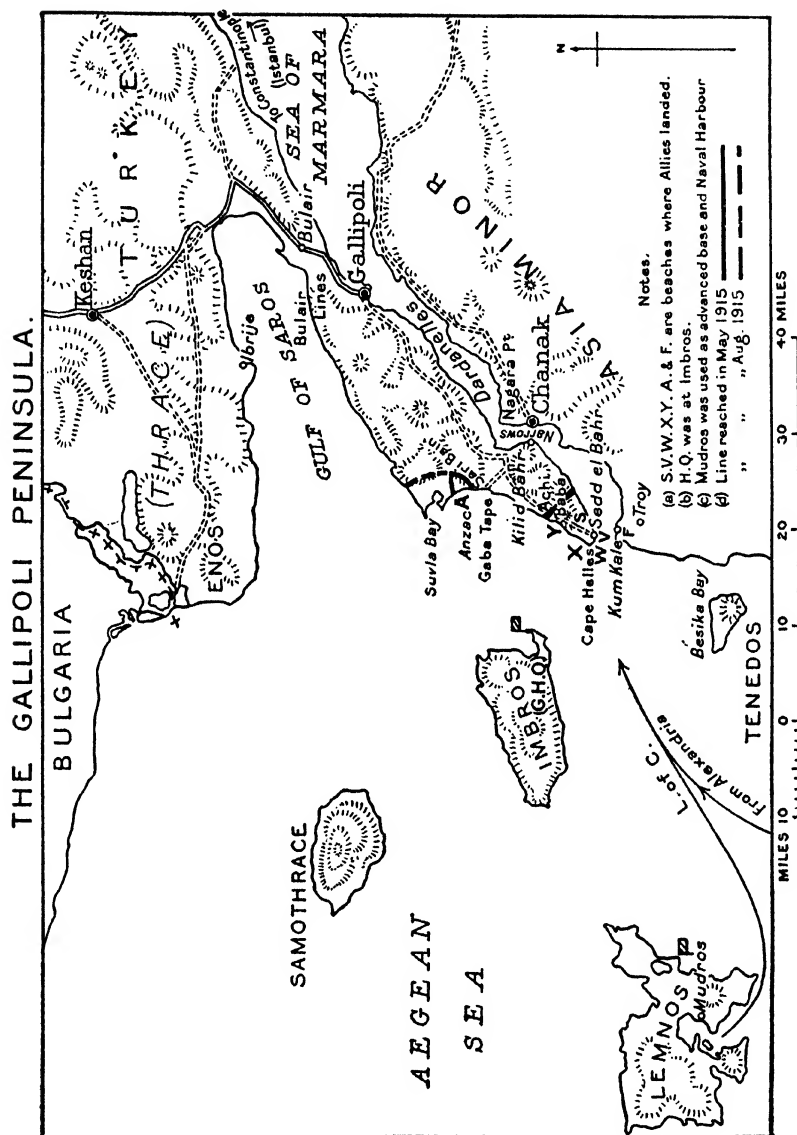 THE GALLIPOLI PENINSULA.
BULGARIA
Keshan
TURKEY
(THRACE)
ENOS
To Constantinople
(Istanbul)
SEA OF
MARMARA
Ibrije
GULF OF SAROS
Bulair
Bulair
Lines
Gallipoli
SAMOTHRACE
AEGEAN
SEA
Dardanelles
Suvla Bay
Anzac
A
Sari Bair
Gaba Tape
Nagara Pt.
Narrows
Chanak
Kilid Bahr
ASIA MINOR
IMBROS
(G.H.Q.)
Y
X
Achi
Baba
S
Cape Helles
W
V
Sedd el Bahr
Kum Kale
F
Troy
Besika Bay
TENEDOS
LEMNOS
Mudros
L. of C.
From Alexandria
N
Notes.
(a) S.V.W.X.Y. A. & F. are beaches where Allies landed.
(b) H.Q. was at Imbros.
(c) Mudros was used as advanced base and Naval Harbour
(d) Line reached in May 1915
" " " Aug. 1915
MILES 10 0 10 20 30 40 MILES